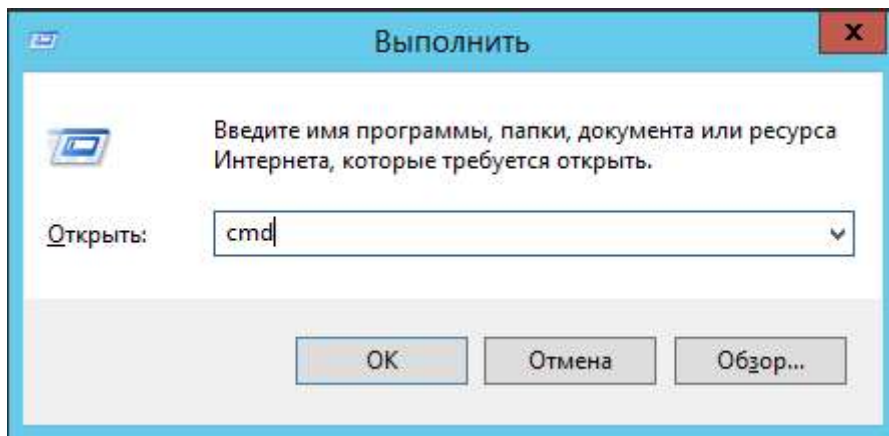 Выполнить
x
Введите имя программы, папки, документа или ресурса
Интернета, которые требуется открыть.
Открыть:
cmd
OK
Отмена
Обзор...